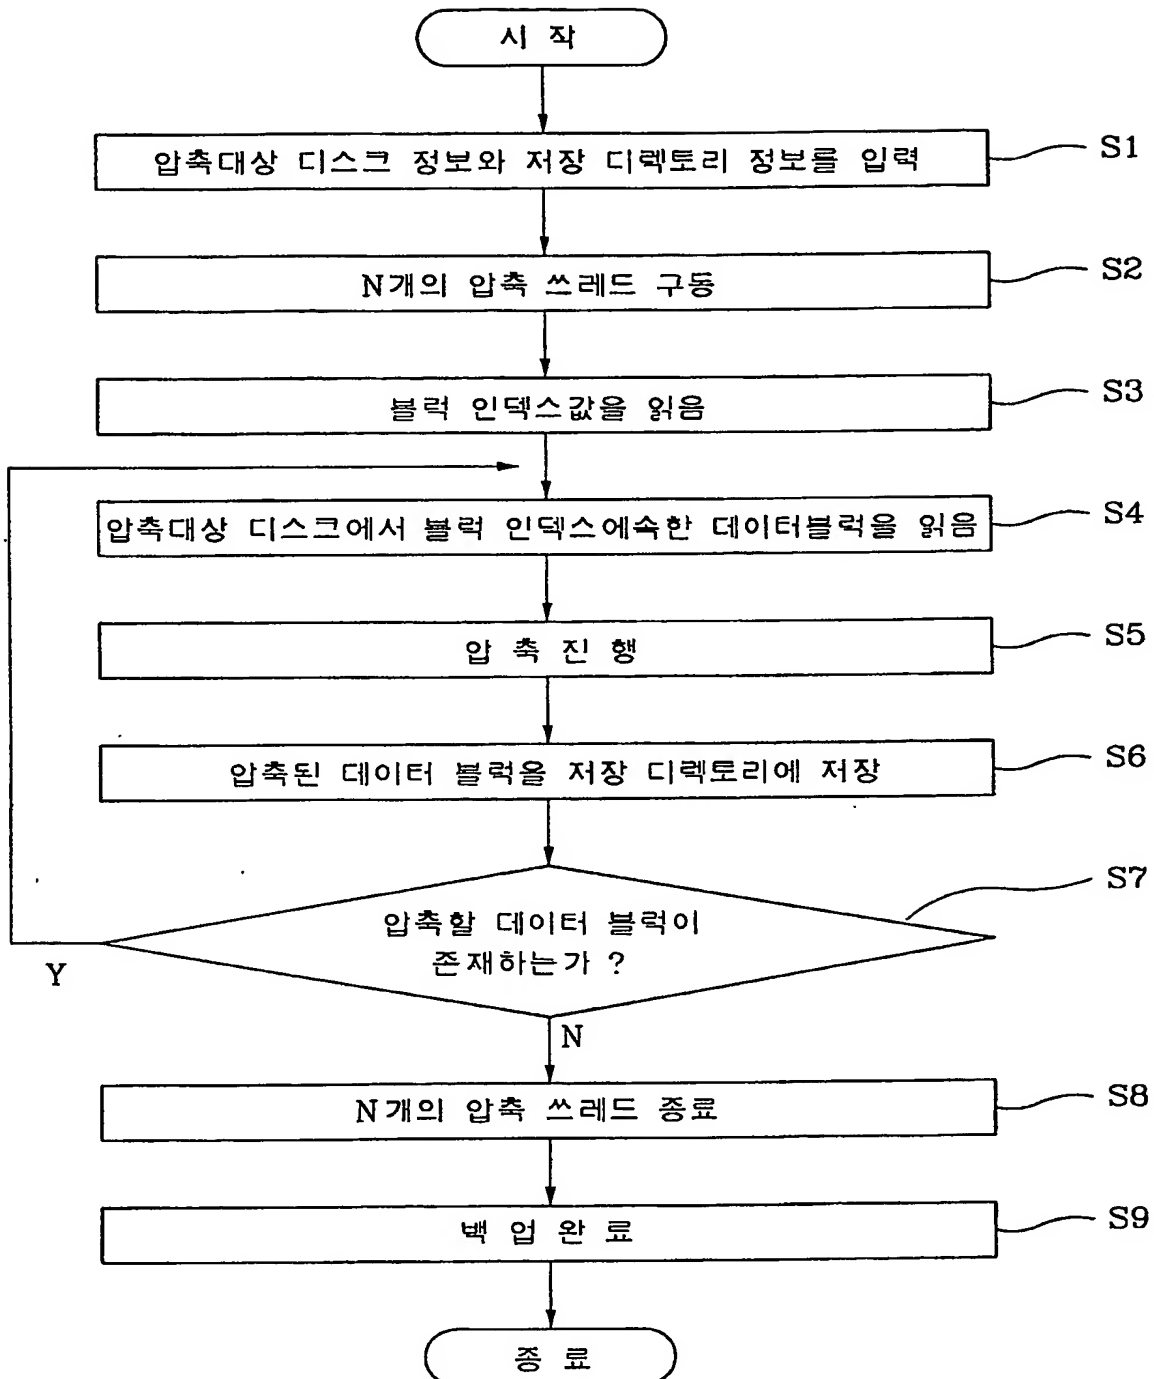 시 작
압축대상 디스크 정보와 저장 디렉토리 정보를 입력
S1
N개의 압축 쓰레드 구동
S2
블럭 인덱스값을 읽음
S3
압축대상 디스크에서 블럭 인덱스에속한 데이터블럭을 읽음
S4
압 축 진 행
S5
압축된 데이터 블럭을 저장 디렉토리에 저장
S6
S7
압축할 데이터 블럭이
존재하는가 ?
Y
N
N개의 압축 쓰레드 종료
S8
백 업 완 료
S9
종 료